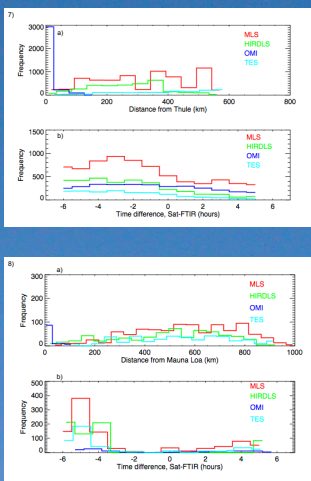 7)
a)
3000
2000
1000
0
Frequency
MLS
HIRDLS
OMI
TES
0
200
400
600
800
Distance from Thule (km)
b)
1500
1000
500
0
Frequency
MLS
HIRDLS
OMI
TES
-6
-4
-2
0
2
4
6
Time difference, Sat-FTIR (hours)
8)
a)
300
200
100
0
Frequency
MLS
HIRDLS
OMI
TES
0
200
400
600
800
1000
Distance from Mauna Loa (km)
b)
500
400
300
200
100
0
Frequency
MLS
HIRDLS
OMI
TES
-6
-4
-2
0
2
4
6
Time difference, Sat-FTIR (hours)